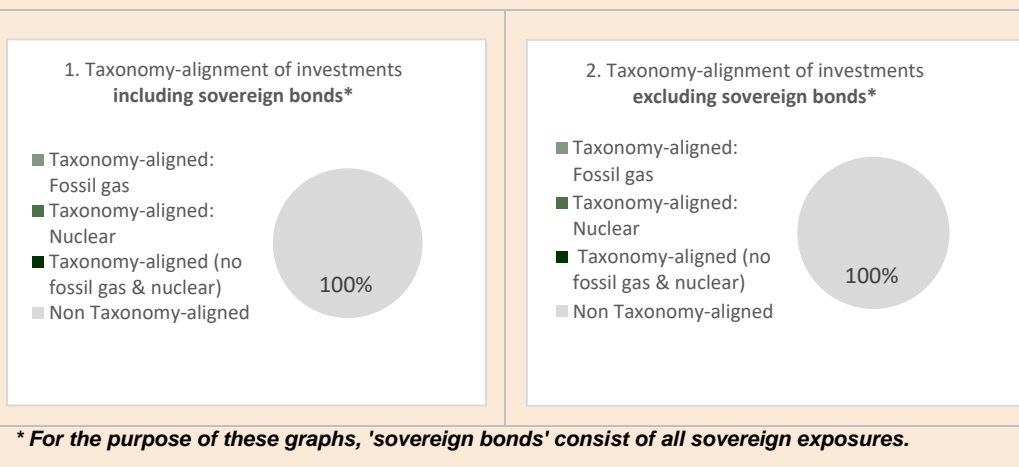 1. Taxonomy-alignment of investments
including sovereign bonds*
Taxonomy-aligned:
Fossil gas
Taxonomy-aligned:
Nuclear
Taxonomy-aligned (no
fossil gas & nuclear)
Non Taxonomy-aligned
100%
2. Taxonomy-alignment of investments
excluding sovereign bonds*
Taxonomy-aligned:
Fossil gas
Taxonomy-aligned:
Nuclear
Taxonomy-aligned (no
fossil gas & nuclear)
Non Taxonomy-aligned
100%
* For the purpose of these graphs, 'sovereign bonds' consist of all sovereign exposures.